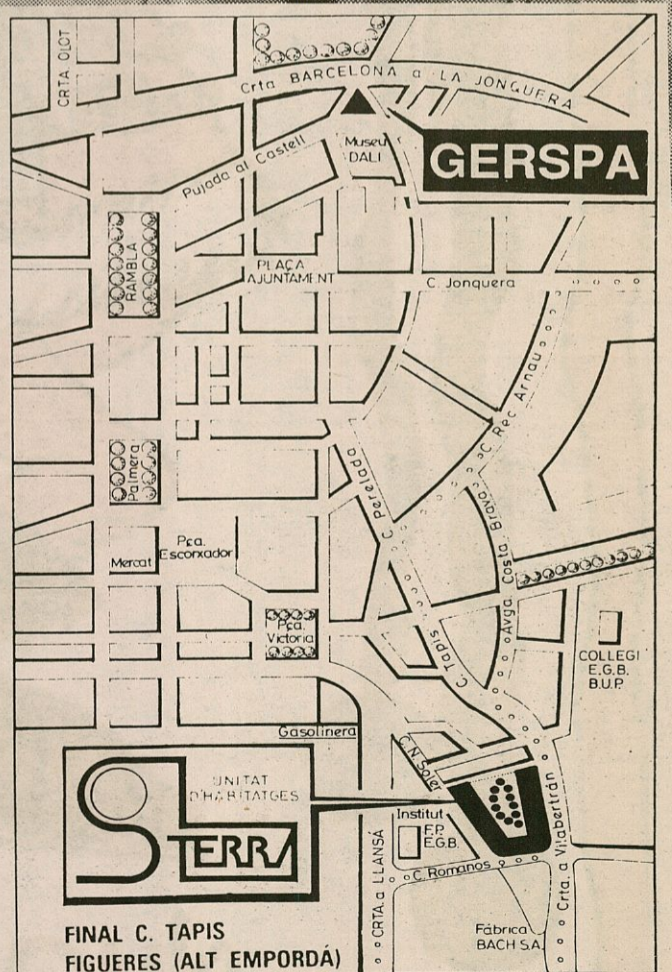 CRTA OLOT
Crta BARCELONA a LA JONQUERA
Museu
DALI
GERSPA
Pujada al Castell
RAMBLA
PLAÇA
AJUNTAMENT
C. Jonquera
C. Rec Arnau
Palmera
C. Perelada
Mercat
Pça.
Escorxador
Avga. Costa Brava
Pça.
Victoria
C. Tapis
COLLEGI
E.G.B.
B.U.P.
Gasolinera
C.N. Soler
UNITAT
D'HABITATGES
SOTERRA
Institut
F.P.
E.G.B.
CRTA. a LLANSÁ
C. Romanos
Crta. a Vilabertrán
Fábrica
BACH S.A.
FINAL C. TAPIS
FIGUERES (ALT EMPORDÁ)